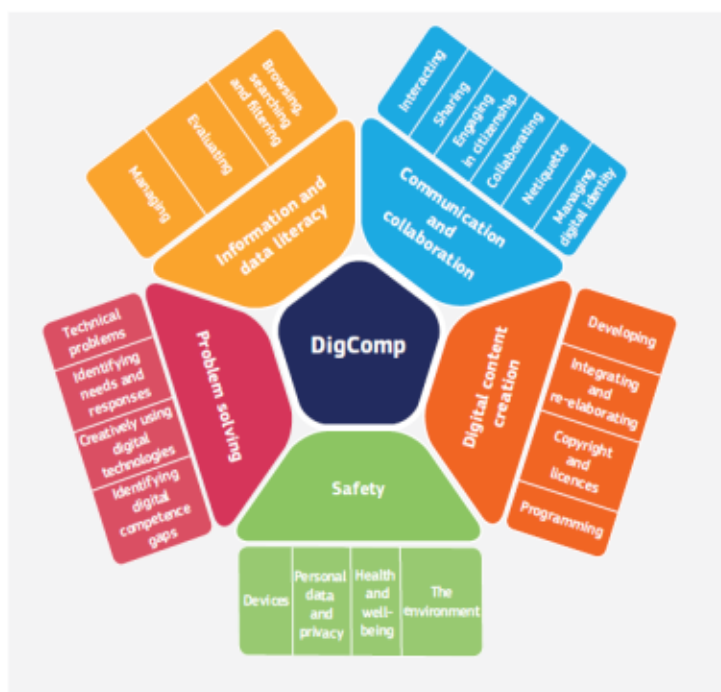 Browsing,
searching
and filtering
Evaluating
Managing
Information and
data literacy
Interacting
Sharing
Engaging
in citizenship
Collaborating
Netiquette
Managing
digital identity
Communication
and
collaboration
DigComp
Developing
Integrating
and
re-elaborating
Copyright
and
licences
Programming
Digital content
creation
Safety
Devices
Personal
data
and
privacy
Health
and
well-
being
The
environment
Problem solving
Technical
problems
Identifying
needs and
responses
Creatively using
digital
technologies
Identifying
digital
competence
gaps